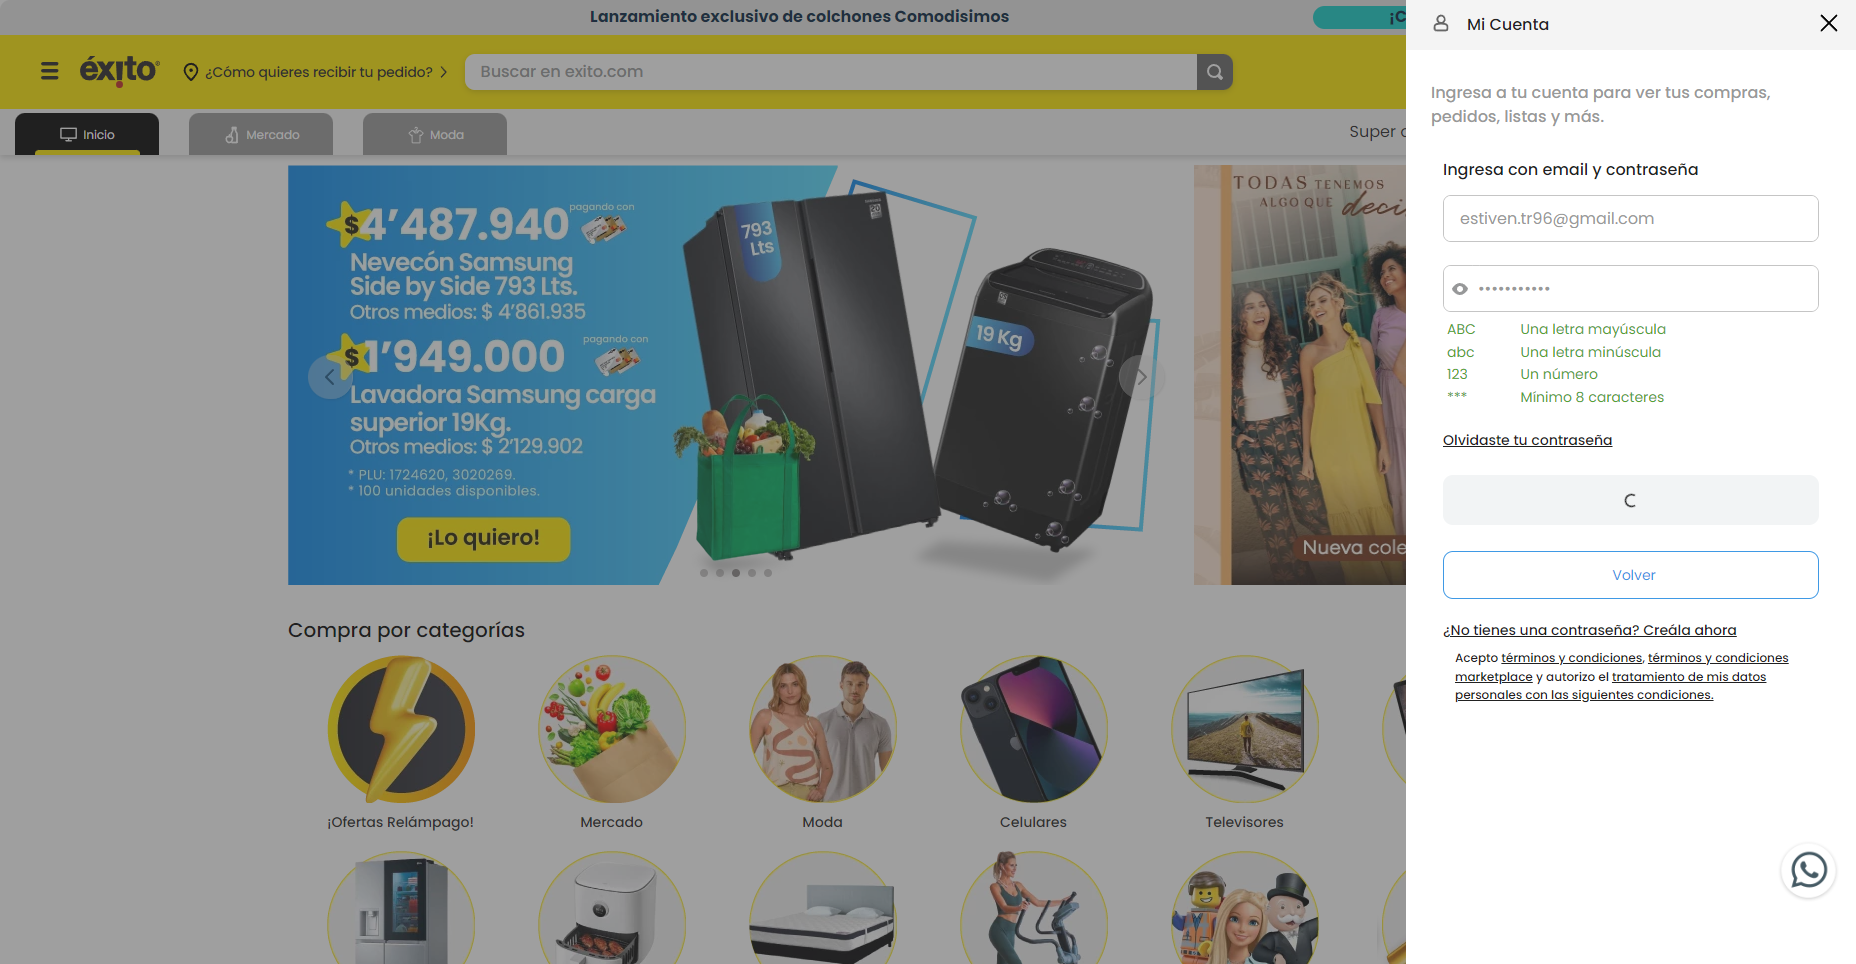 Lanzamiento exclusivo de colchones Comodisimos
¡C
éxito
¿Cómo quieres recibir tu pedido?
Buscar en exito.com
Inicio
Mercado
Moda
Super
$4'487.940
pagando con
Nevecón Samsung
Side by Side 793 Lts.
Otros medios: $ 4'861.935
$1'949.000
pagando con
Lavadora Samsung carga
superior 19Kg.
Otros medios: $ 2'129.902
* PLU: 1724620, 3020269.
* 100 unidades disponibles.
¡Lo quiero!
793
Lts
19 Kg
TODAS TENEMOS
ALGO QUE
Nueva cole
Compra por categorías
¡Ofertas Relámpago!
Mercado
Moda
Celulares
Televisores
Mi Cuenta
Ingresa a tu cuenta para ver tus compras,
pedidos, listas y más.
Ingresa con email y contraseña
estiven.tr96@gmail.com
•••••••••••
ABC Una letra mayúscula
abc Una letra minúscula
123 Un número
*** Mínimo 8 caracteres
Olvidaste tu contraseña
Volver
¿No tienes una contraseña? Creála ahora
Acepto términos y condiciones, términos y condiciones
marketplace y autorizo el tratamiento de mis datos
personales con las siguientes condiciones.